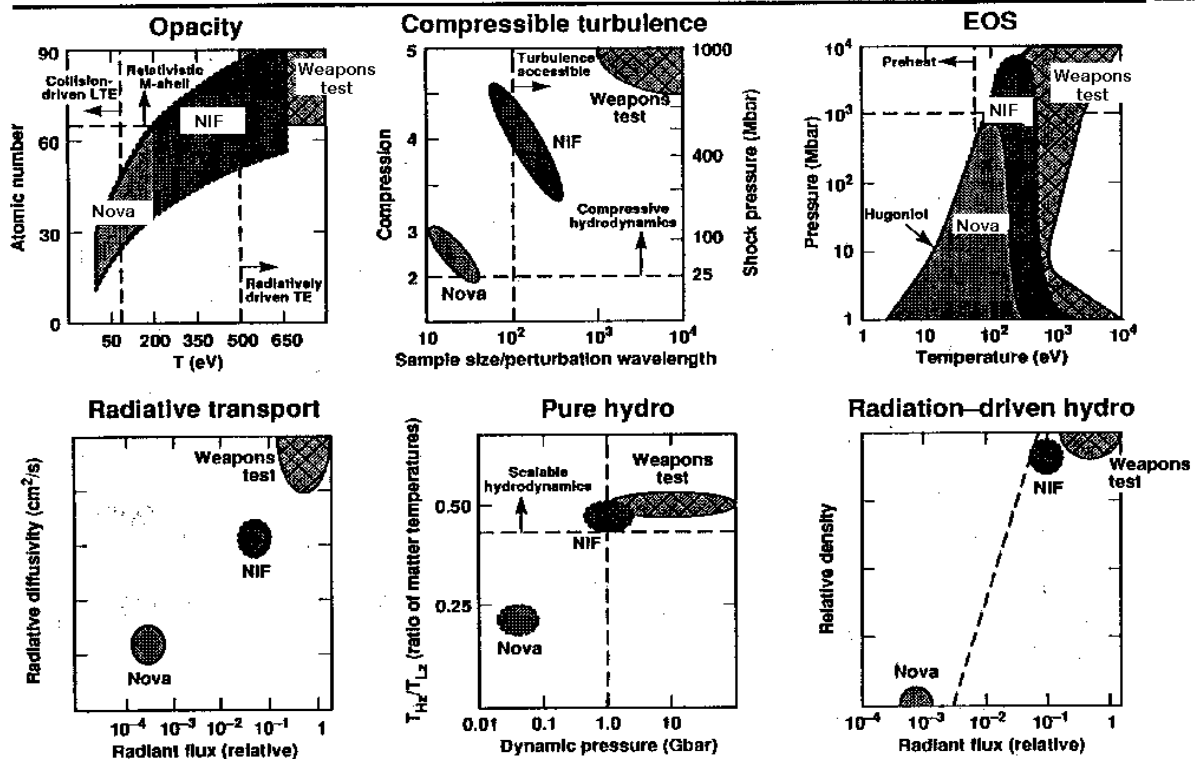 Opacity
90
60
30
0
Atomic number
Collision-
driven LTE
Relativistic
M-shell
Weapons
test
NIF
Nova
Radiatively
driven TE
50 200 350 500 650
T (eV)
Compressible turbulence
5
4
3
2
Compression
Turbulence
accessible
Weapons
test
NIF
Compressive
hydrodynamics
Nova
1000
400
100
25
Shock pressure (Mbar)
10 10² 10³ 10⁴
Sample size/perturbation wavelength
EOS
10⁴
10³
10²
10
1
Pressure (Mbar)
Preheat
NIF
Weapons
test
Hugoniot
Nova
1 10 10² 10³ 10⁴
Temperature (eV)
Radiative transport
Radiative diffusivity (cm²/s)
Weapons
test
NIF
Nova
10⁻⁴ 10⁻³ 10⁻² 10⁻¹ 1
Radiant flux (relative)
Pure hydro
T_Hz/T_Lz (ratio of matter temperatures)
0.50
0.25
Scalable
hydrodynamics
Weapons
test
NIF
Nova
0.01 0.1 1.0 10
Dynamic pressure (Gbar)
Radiation–driven hydro
Relative density
NIF
Weapons
test
Nova
10⁻⁴ 10⁻³ 10⁻² 10⁻¹ 1
Radiant flux (relative)